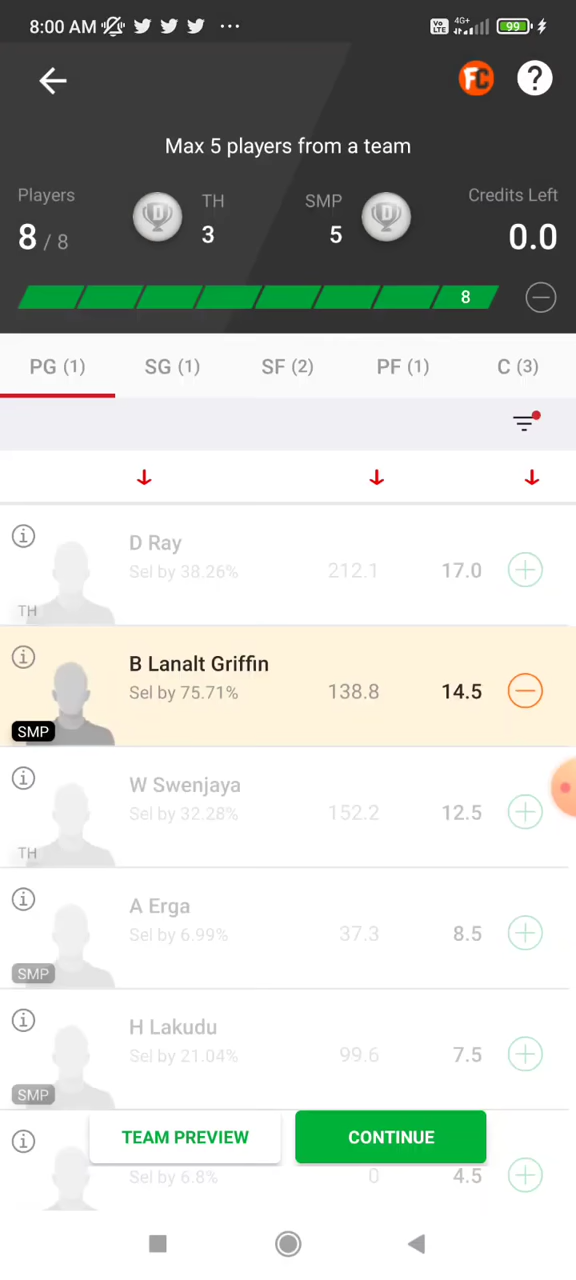 8:00 AM ... Vo LTE 4G+ 99
FC ?
Max 5 players from a team
Players TH SMP Credits Left
8 / 8 D 3 5 D 0.0
8
PG (1) SG (1) SF (2) PF (1) C (3)
D Ray
Sel by 38.26% 212.1 17.0
TH
B Lanalt Griffin
Sel by 75.71% 138.8 14.5
SMP
W Swenjaya
Sel by 32.28% 152.2 12.5
TH
A Erga
Sel by 6.99% 37.3 8.5
SMP
H Lakudu
Sel by 21.04% 99.6 7.5
SMP
TEAM PREVIEW CONTINUE
Sel by 6.8% 0 4.5